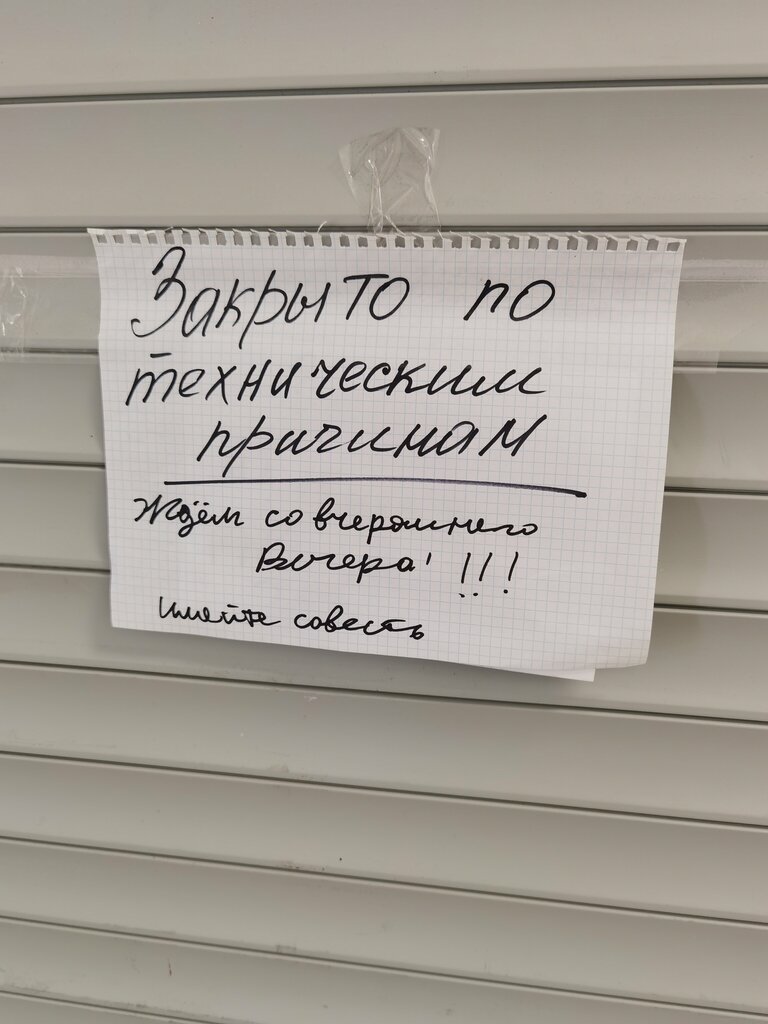 Закрыто по
техническим
причинам
Ждём со вчерашнего
Вечера' !!!
имейте совесть